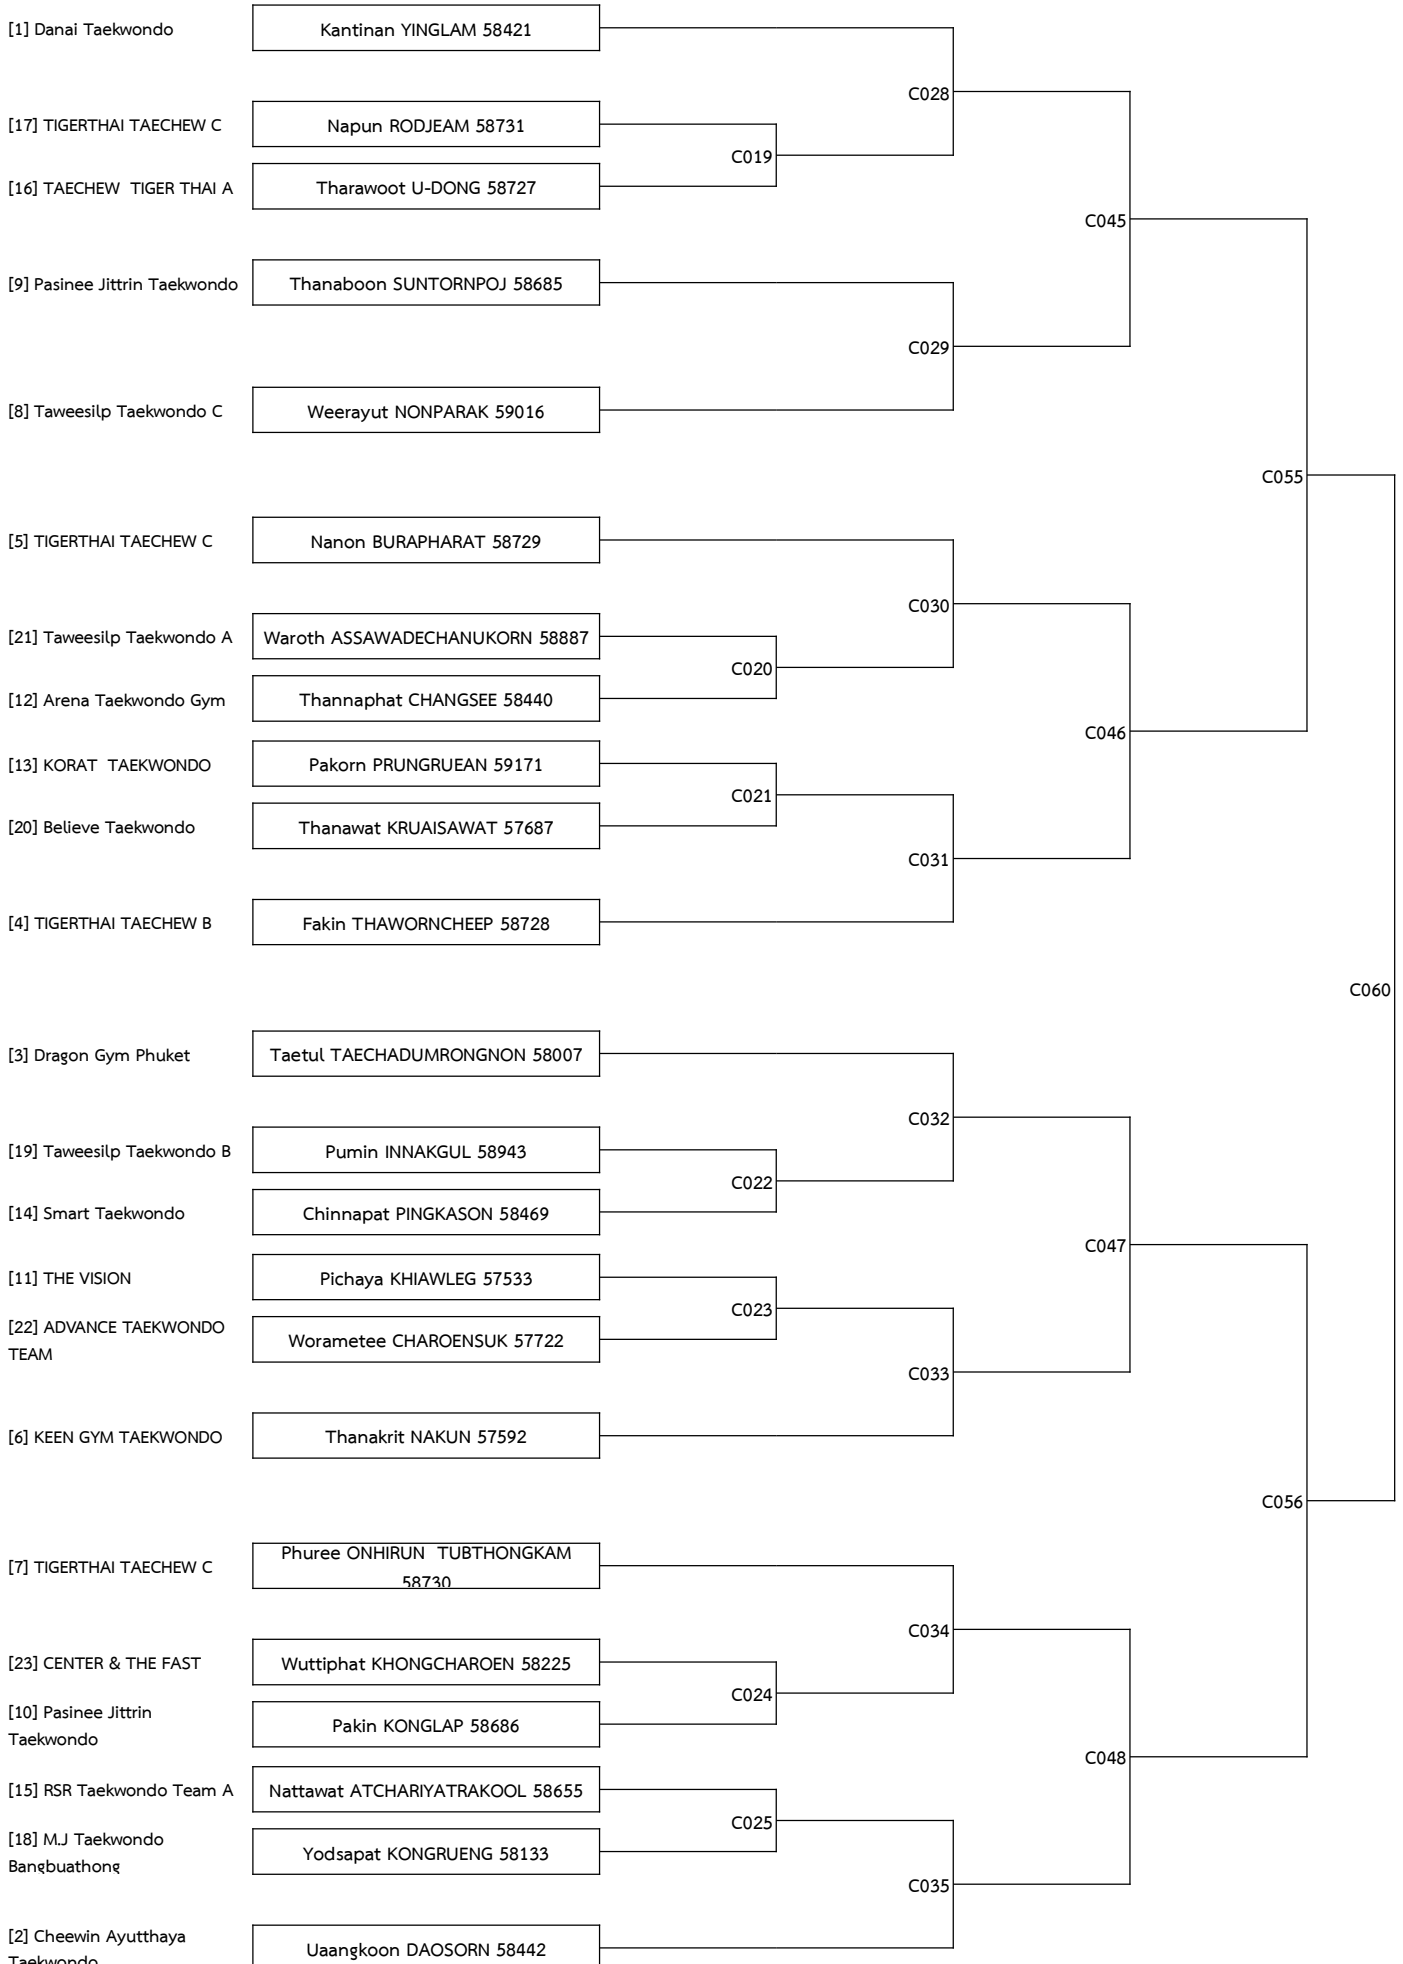 [1] Danai Taekwondo
Kantinan YINGLAM 58421
C028
[17] TIGERTHAI TAECHEW C
Napun RODJEAM 58731
C019
[16] TAECHEW TIGER THAI A
Tharawoot U-DONG 58727
C045
[9] Pasinee Jittrin Taekwondo
Thanaboon SUNTORNPOJ 58685
C029
[8] Taweesilp Taekwondo C
Weerayut NONPARAK 59016
C055
[5] TIGERTHAI TAECHEW C
Nanon BURAPHARAT 58729
C030
[21] Taweesilp Taekwondo A
Waroth ASSAWADECHANUKORN 58887
C020
[12] Arena Taekwondo Gym
Thannaphat CHANGSEE 58440
C046
[13] KORAT TAEKWONDO
Pakorn PRUNGRUEAN 59171
C021
[20] Believe Taekwondo
Thanawat KRUAISAWAT 57687
C031
[4] TIGERTHAI TAECHEW B
Fakin THAWORNCHEEP 58728
C060
[3] Dragon Gym Phuket
Taetul TAECHADUMRONGNON 58007
C032
[19] Taweesilp Taekwondo B
Pumin INNAKGUL 58943
C022
[14] Smart Taekwondo
Chinnapat PINGKASON 58469
C047
[11] THE VISION
Pichaya KHIAWLEG 57533
C023
[22] ADVANCE TAEKWONDO
TEAM
Worametee CHAROENSUK 57722
C033
[6] KEEN GYM TAEKWONDO
Thanakrit NAKUN 57592
C056
[7] TIGERTHAI TAECHEW C
Phuree ONHIRUN TUBTHONGKAM
58730
C034
[23] CENTER & THE FAST
Wuttiphat KHONGCHAROEN 58225
C024
[10] Pasinee Jittrin
Taekwondo
Pakin KONGLAP 58686
C048
[15] RSR Taekwondo Team A
Nattawat ATCHARIYATRAKOOL 58655
C025
[18] M.J Taekwondo
Bangbuathong
Yodsapat KONGRUENG 58133
C035
[2] Cheewin Ayutthaya
Taekwondo
Uaangkoon DAOSORN 58442